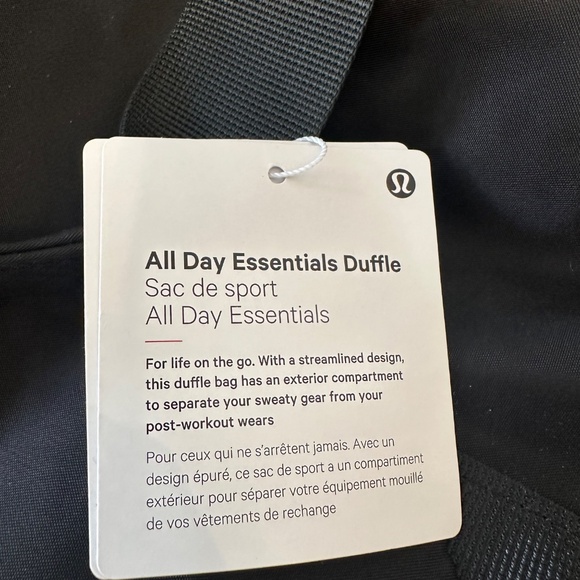 All Day Essentials Duffle
Sac de sport
All Day Essentials
For life on the go. With a streamlined design,
this duffle bag has an exterior compartment
to separate your sweaty gear from your
post-workout wears
Pour ceux qui ne s'arrêtent jamais. Avec un
design épuré, ce sac de sport a un compartiment
extérieur pour séparer votre équipement mouillé
de vos vêtements de rechange